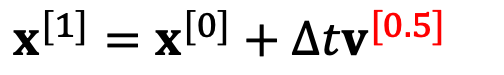 x^[1] = x^[0] + Δtv^[0.5]